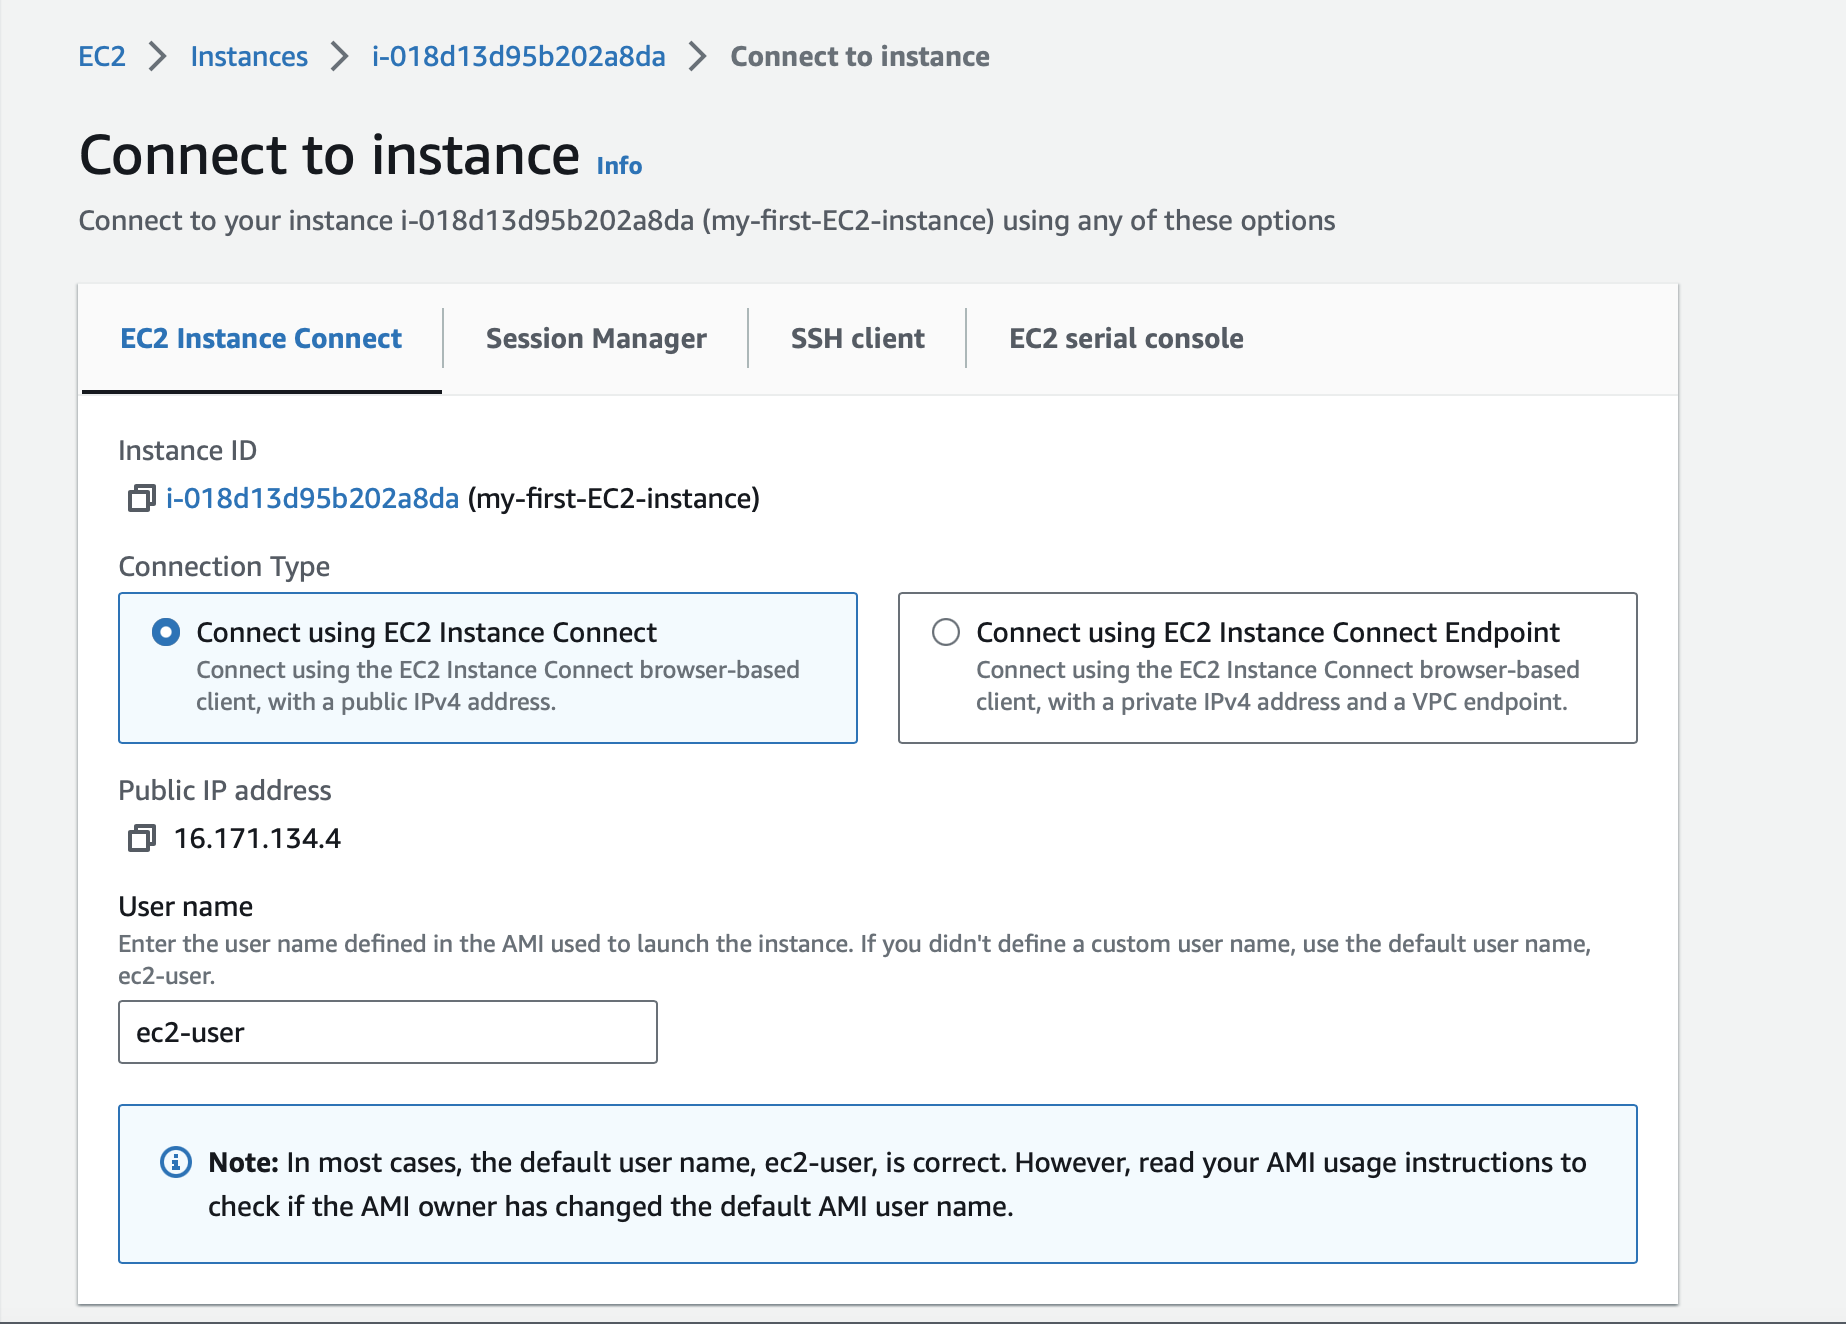 EC2 Instances i-018d13d95b202a8da Connect to instance
Connect to instance Info
Connect to your instance i-018d13d95b202a8da (my-first-EC2-instance) using any of these options
EC2 Instance Connect Session Manager SSH client EC2 serial console
Instance ID
i-018d13d95b202a8da (my-first-EC2-instance)
Connection Type
Connect using EC2 Instance Connect
Connect using the EC2 Instance Connect browser-based
client, with a public IPv4 address.
Connect using EC2 Instance Connect Endpoint
Connect using the EC2 Instance Connect browser-based
client, with a private IPv4 address and a VPC endpoint.
Public IP address
16.171.134.4
User name
Enter the user name defined in the AMI used to launch the instance. If you didn't define a custom user name, use the default user name,
ec2-user.
ec2-user
Note: In most cases, the default user name, ec2-user, is correct. However, read your AMI usage instructions to
check if the AMI owner has changed the default AMI user name.